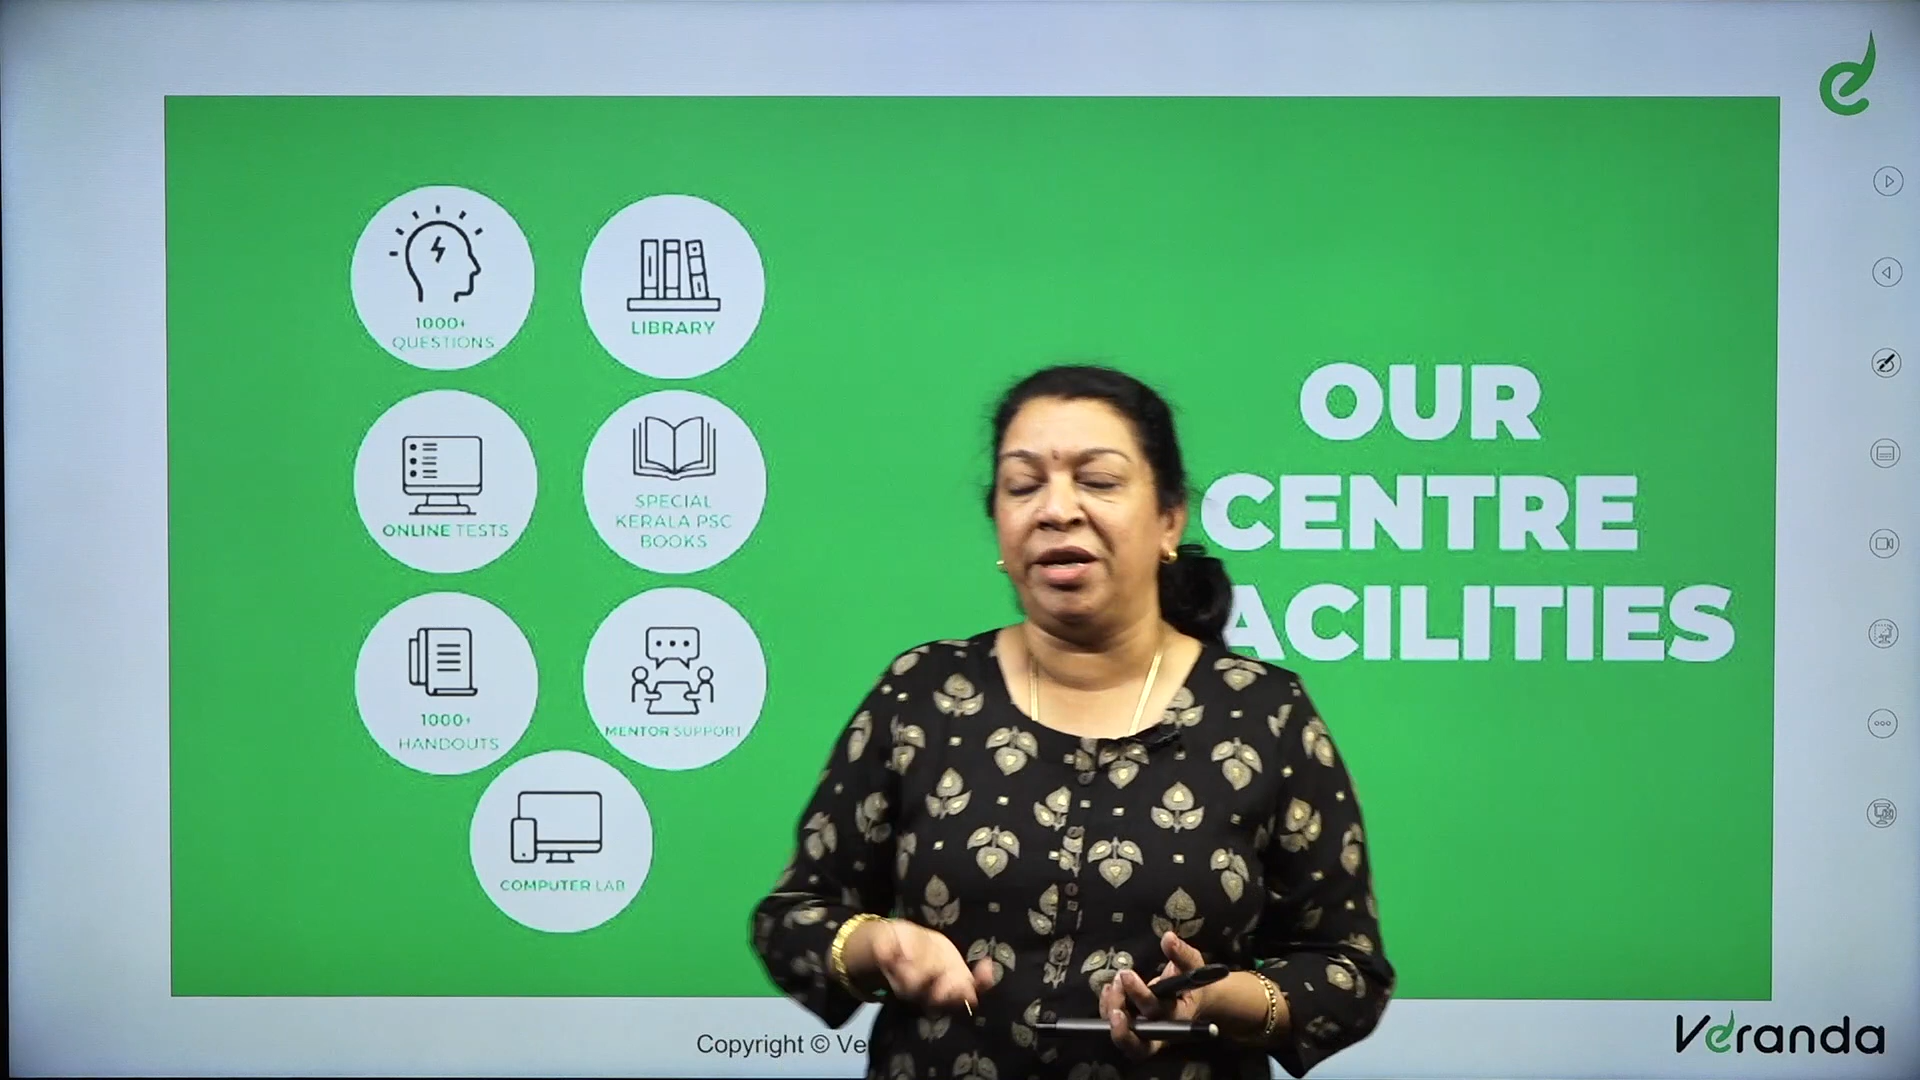 1000+
QUESTIONS
LIBRARY
ONLINE TESTS
SPECIAL
KERALA PSC
BOOKS
1000+
HANDOUTS
MENTOR SUPPORT
COMPUTER LAB
OUR
CENTRE
ACILITIES
Copyright © Ve
Veranda